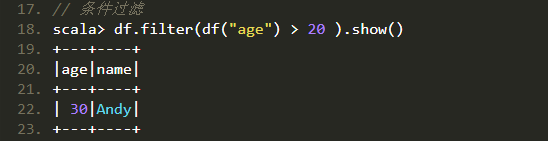 17. // 条件过滤
18. scala> df.filter(df("age") > 20 ).show()
19. +---+----+
20. |age|name|
21. +---+----+
22. | 30|Andy|
23. +---+----+